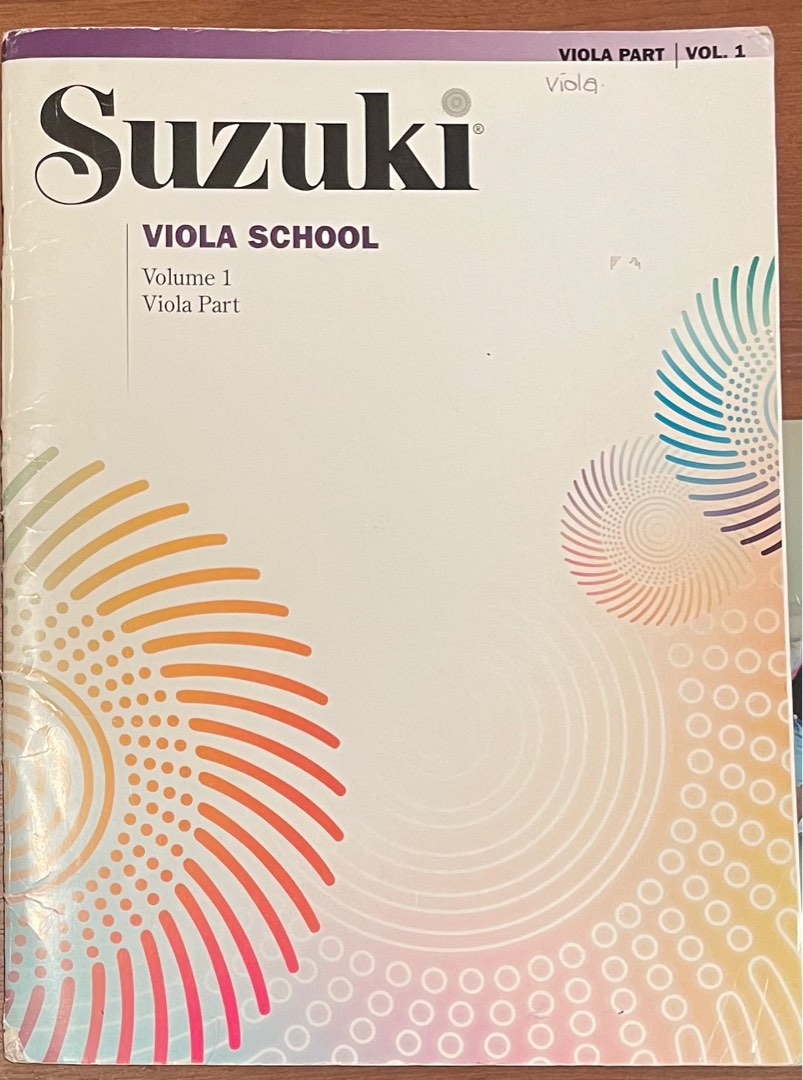 VIOLA PART | VOL. 1
Viola.
Suzuki®
VIOLA SCHOOL
Volume 1
Viola Part